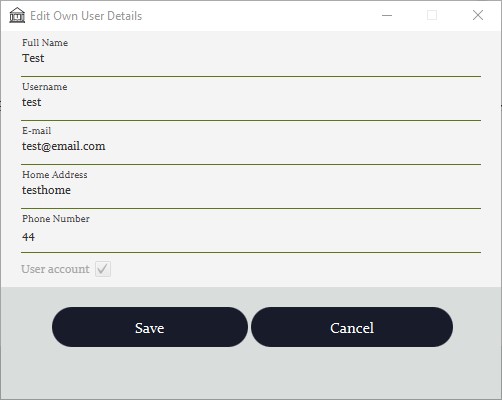 Edit Own User Details
Full Name
Test
Username
test
E-mail
test@email.com
Home Address
testhome
Phone Number
44
User account
Save Cancel